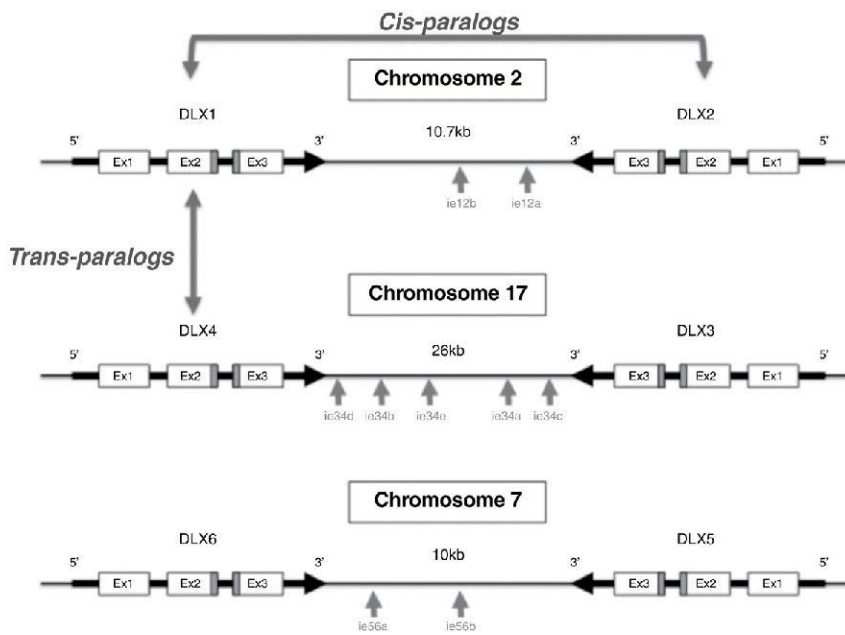 Cis-paralogs
Chromosome 2
DLX1
10.7kb
DLX2
5’ 3’ 3’ 5’
Ex1 Ex2 Ex3 Ex3 Ex2 Ex1
ie12b ie12a
Trans-paralogs
Chromosome 17
DLX4
26kb
DLX3
5’ 3’ 3’ 5’
Ex1 Ex2 Ex3 Ex3 Ex2 Ex1
ie34d ie34b ie34e ie34a ie34c
Chromosome 7
DLX6
10kb
DLX5
5’ 3’ 3’ 5’
Ex1 Ex2 Ex3 Ex3 Ex2 Ex1
ie56a ie56b